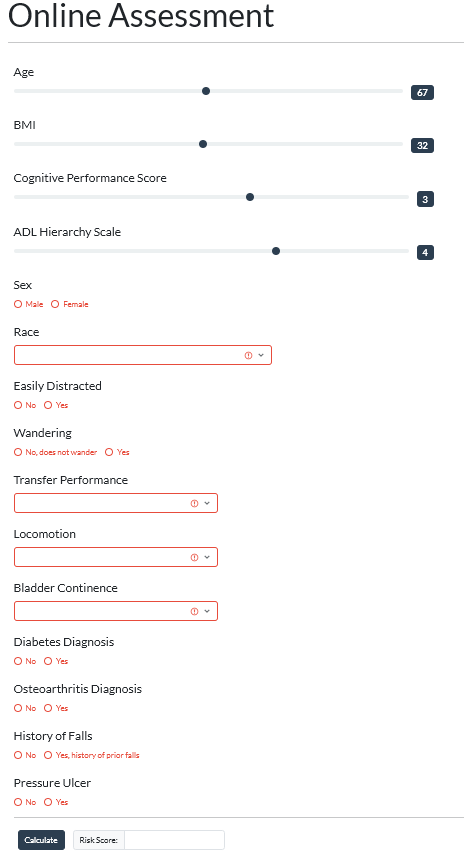 Online Assessment
Age
67
BMI
32
Cognitive Performance Score
3
ADL Hierarchy Scale
4
Sex
Male Female
Race
Easily Distracted
No Yes
Wandering
No, does not wander Yes
Transfer Performance
Locomotion
Bladder Continence
Diabetes Diagnosis
No Yes
Osteoarthritis Diagnosis
No Yes
History of Falls
No Yes, history of prior falls
Pressure Ulcer
No Yes
Calculate Risk Score: